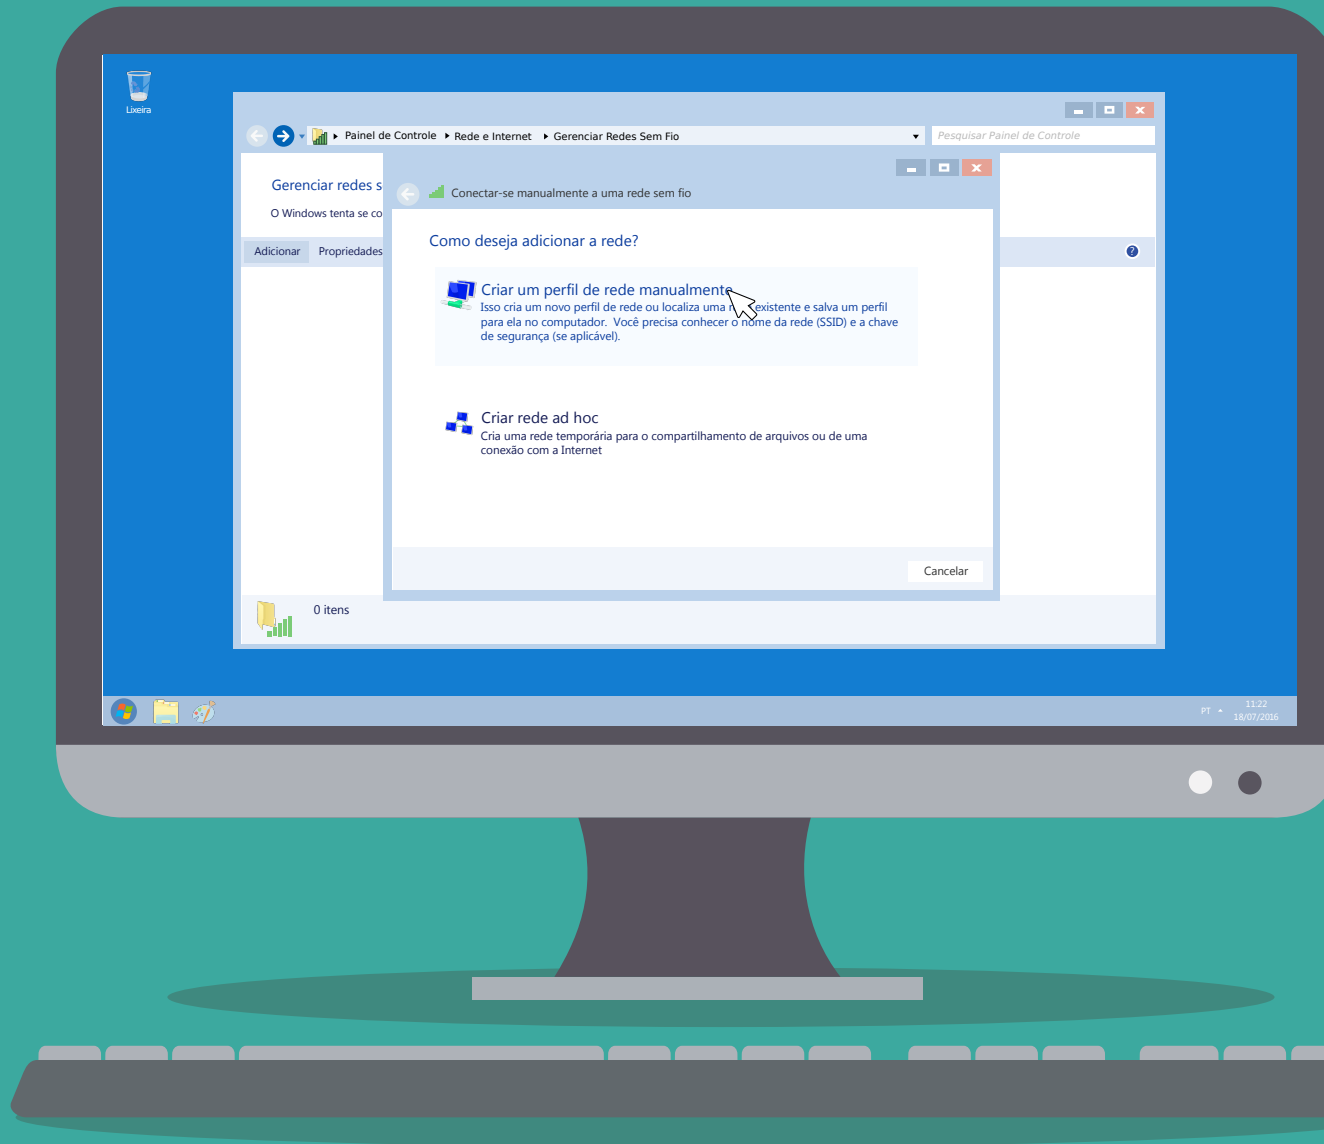 Lixeira
Painel de Controle Rede e Internet Gerenciar Redes Sem Fio
Pesquisar Painel de Controle
Gerenciar redes s
O Windows tenta se co
Adicionar Propriedades
?
Conectar-se manualmente a uma rede sem fio
Como deseja adicionar a rede?
Criar um perfil de rede manualmente
Isso cria um novo perfil de rede ou localiza uma existente e salva um perfil
para ela no computador. Você precisa conhecer o nome da rede (SSID) e a chave
de segurança (se aplicável).
Criar rede ad hoc
Cria uma rede temporária para o compartilhamento de arquivos ou de uma
conexão com a Internet
Cancelar
0 itens
PT
11:22
18/07/2016